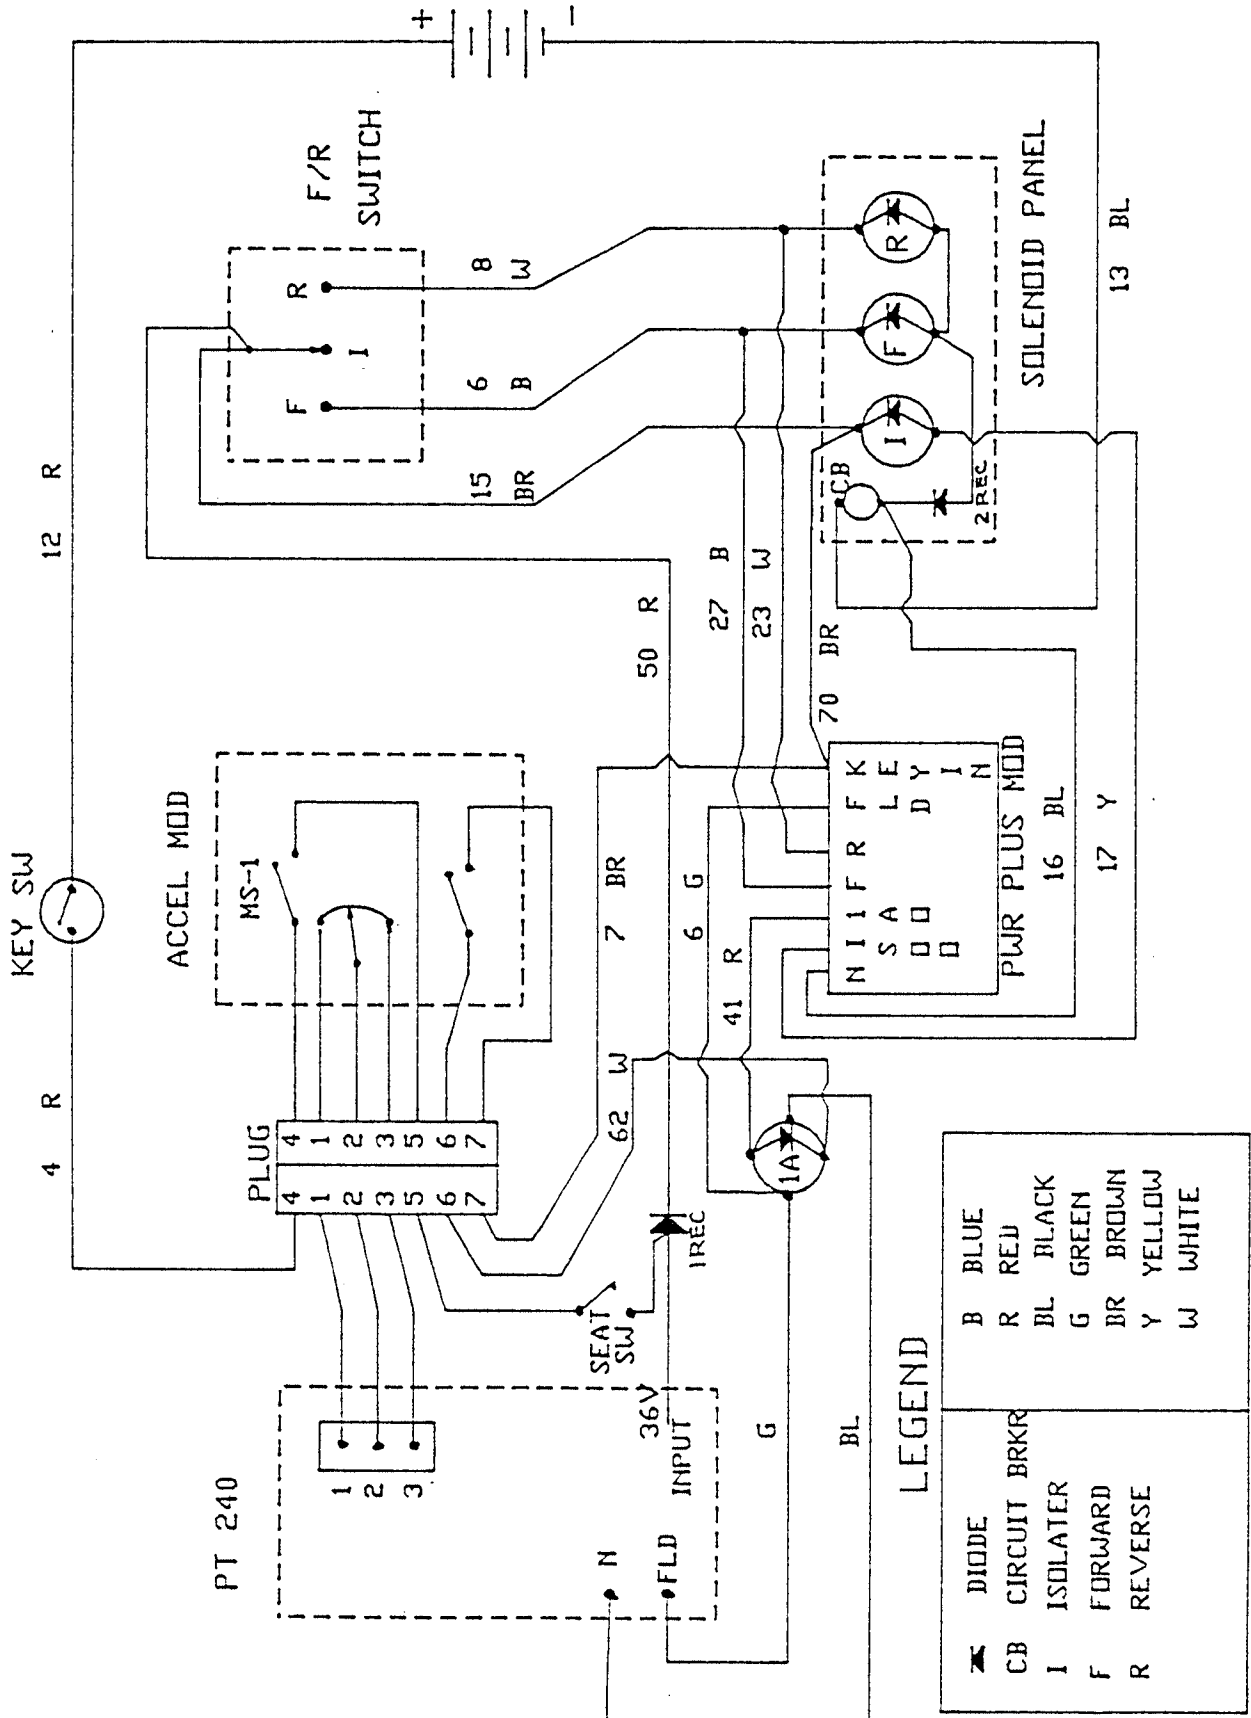 12 R
KEY SW
4 R
+
-
F/R
SWITCH
F
I
R
15
BR
6
B
8
W
ACCEL MOD
MS-1
PLUG
4 4
1 1
2 2
3 3
5 5
6 6
7 7
PT 240
1
2
3
N
FLD
36V
INPUT
SEAT
SW
1REC
50 R
7 BR
62 W
6 G
41 R
27 B
23 W
70 BR
1A
G
BL
CB
I
F
R
2 REC
SOLENOID PANEL
13 BL
N I 1 F R F K
S A L E
O O D Y
O I
N
PWR PLUS MOD
16 BL
17 Y
LEGEND
DIODE
CB CIRCUIT BRKR
I ISOLATER
F FORWARD
R REVERSE
B BLUE
R RED
BL BLACK
G GREEN
BR BROWN
Y YELLOW
W WHITE